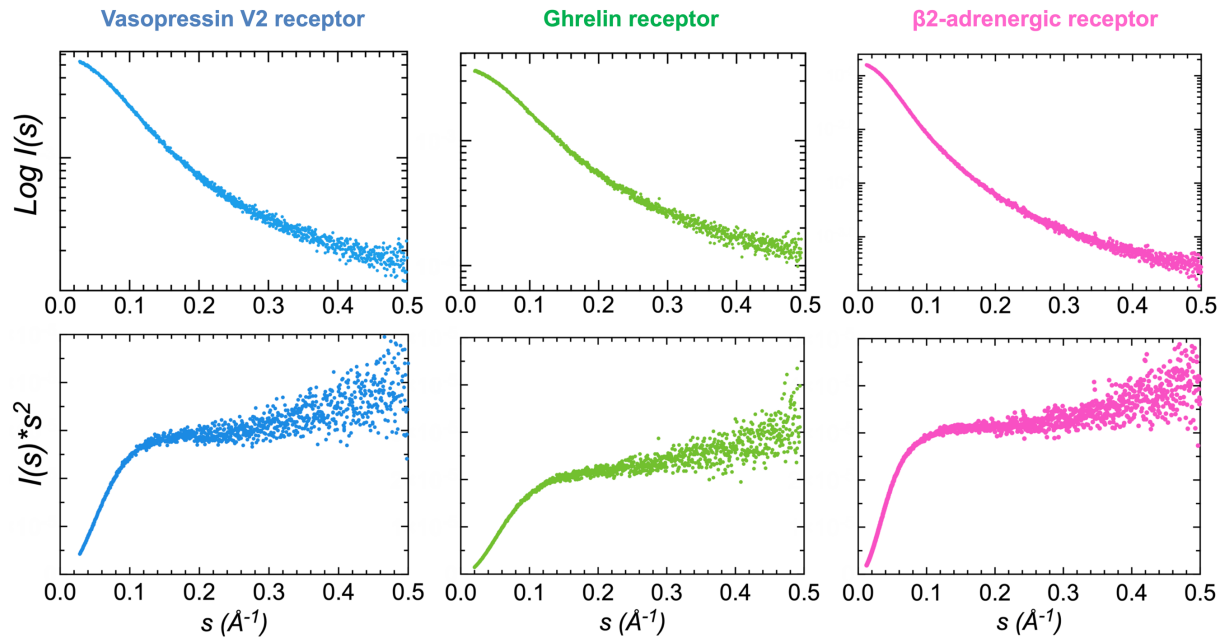 Vasopressin V2 receptor
Ghrelin receptor
β2-adrenergic receptor
Log I(s)
0.0 0.1 0.2 0.3 0.4 0.5
0.0 0.1 0.2 0.3 0.4 0.5
0.0 0.1 0.2 0.3 0.4 0.5
I(s)*s²
0.0 0.1 0.2 0.3 0.4 0.5
0.0 0.1 0.2 0.3 0.4 0.5
0.0 0.1 0.2 0.3 0.4 0.5
s (Å⁻¹)
s (Å⁻¹)
s (Å⁻¹)